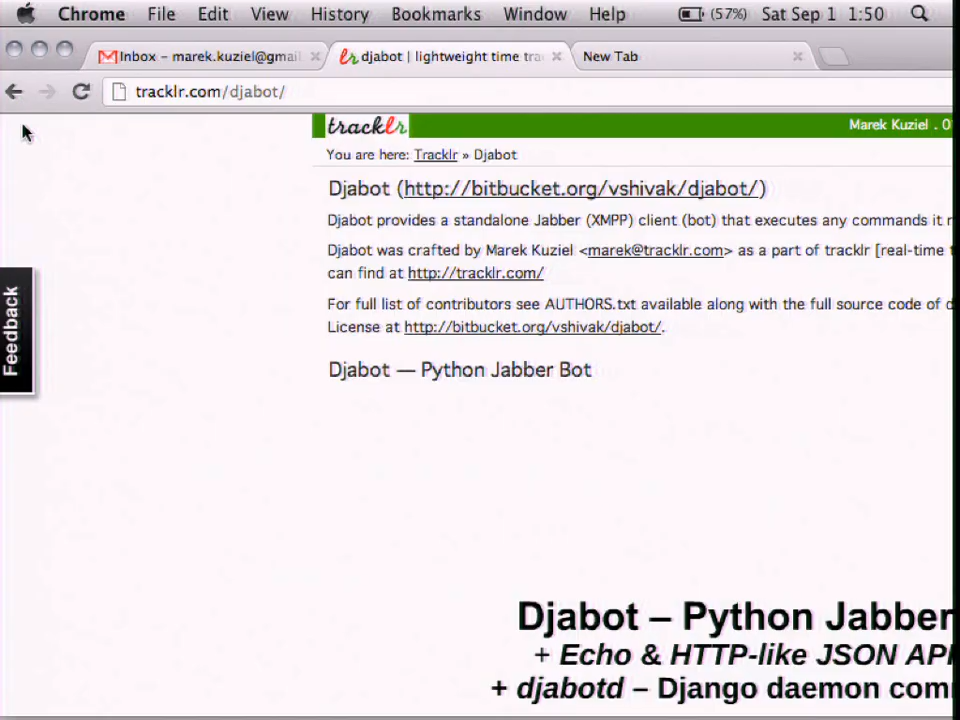 Chrome File Edit View History Bookmarks Window Help (57%) Sat Sep 1 1:50
Inbox – marek.kuziel@gmai
lr djabot | lightweight time tra
New Tab
tracklr.com/djabot/
tracklr
Marek Kuziel . 0
You are here: Tracklr » Djabot
Djabot (http://bitbucket.org/vshivak/djabot/)
Djabot provides a standalone Jabber (XMPP) client (bot) that executes any commands it r
Djabot was crafted by Marek Kuziel <marek@tracklr.com> as a part of tracklr [real-time t
can find at http://tracklr.com/
For full list of contributors see AUTHORS.txt available along with the full source code of d
License at http://bitbucket.org/vshivak/djabot/.
Feedback
Djabot — Python Jabber Bot
Djabot – Python Jabber
+ Echo & HTTP-like JSON API
+ djabotd – Django daemon com